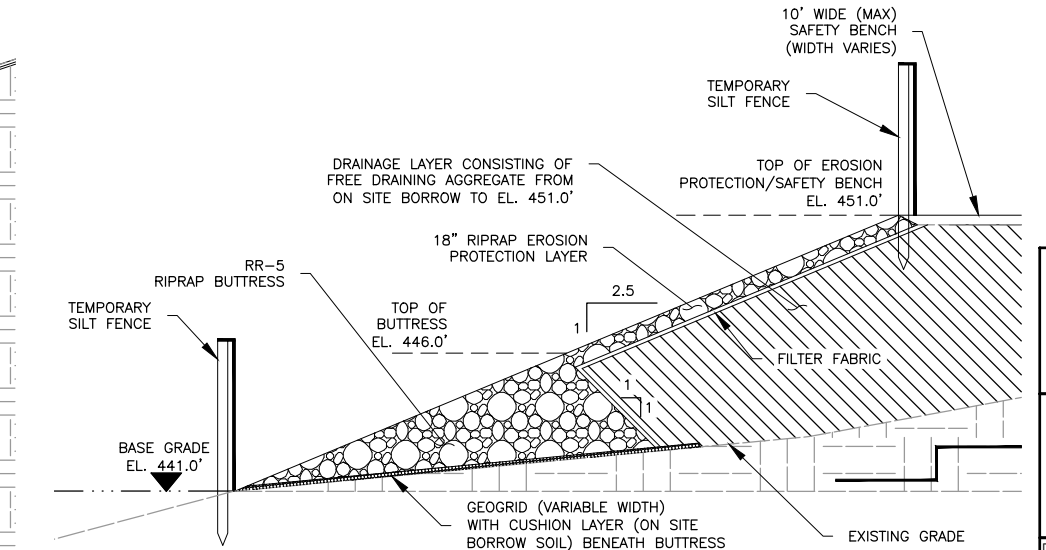 10' WIDE (MAX)
SAFETY BENCH
(WIDTH VARIES)
TEMPORARY
SILT FENCE
DRAINAGE LAYER CONSISTING OF
FREE DRAINING AGGREGATE FROM
ON SITE BORROW TO EL. 451.0'
TOP OF EROSION
PROTECTION/SAFETY BENCH
EL. 451.0'
18" RIPRAP EROSION
PROTECTION LAYER
RR-5
RIPRAP BUTTRESS
TEMPORARY
SILT FENCE
TOP OF
BUTTRESS
EL. 446.0'
2.5
1
FILTER FABRIC
1
1
BASE GRADE
EL. 441.0'
GEOGRID (VARIABLE WIDTH)
WITH CUSHION LAYER (ON SITE
BORROW SOIL) BENEATH BUTTRESS
EXISTING GRADE